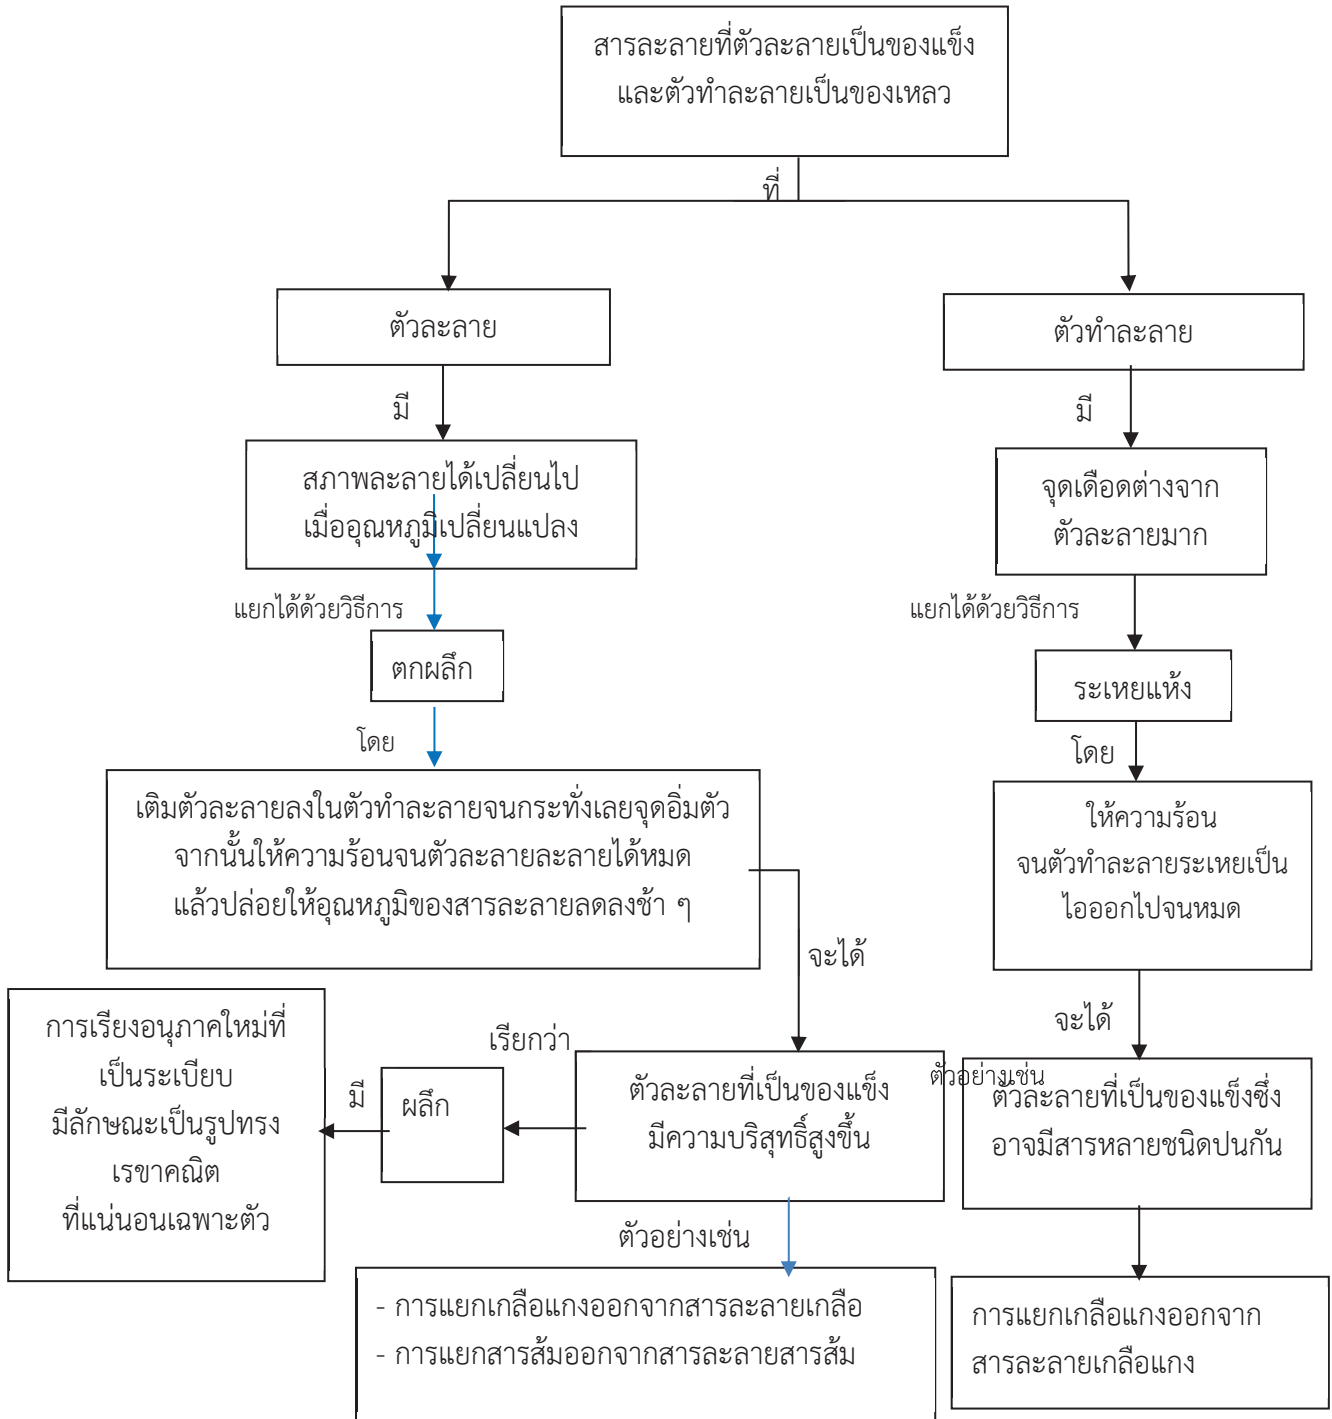 สารละลายที่ตัวละลายเป็นของแข็ง
และตัวทำละลายเป็นของเหลว
ที่
ตัวละลาย
ตัวทำละลาย
มี
มี
สภาพละลายได้เปลี่ยนไป
เมื่ออุณหภูมิเปลี่ยนแปลง
จุดเดือดต่างจาก
ตัวละลายมาก
แยกได้ด้วยวิธีการ
แยกได้ด้วยวิธีการ
ตกผลึก
ระเหยแห้ง
โดย
โดย
เติมตัวละลายลงในตัวทำละลายจนกระทั่งเลยจุดอิ่มตัว
จากนั้นให้ความร้อนจนตัวละลายละลายได้หมด
แล้วปล่อยให้อุณหภูมิของสารละลายลดลงช้า ๆ
ให้ความร้อน
จนตัวทำละลายระเหยเป็น
ไอออกไปจนหมด
จะได้
จะได้
การเรียงอนุภาคใหม่ที่
เป็นระเบียบ
มีลักษณะเป็นรูปทรง
เรขาคณิต
ที่แน่นอนเฉพาะตัว
มี
ผลึก
เรียกว่า
ตัวละลายที่เป็นของแข็ง
มีความบริสุทธิ์สูงขึ้น
ตัวอย่างเช่น
ตัวละลายที่เป็นของแข็งซึ่ง
อาจมีสารหลายชนิดปนกัน
ตัวอย่างเช่น
- การแยกเกลือแกงออกจากสารละลายเกลือ
- การแยกสารส้มออกจากสารละลายสารส้ม
การแยกเกลือแกงออกจาก
สารละลายเกลือแกง